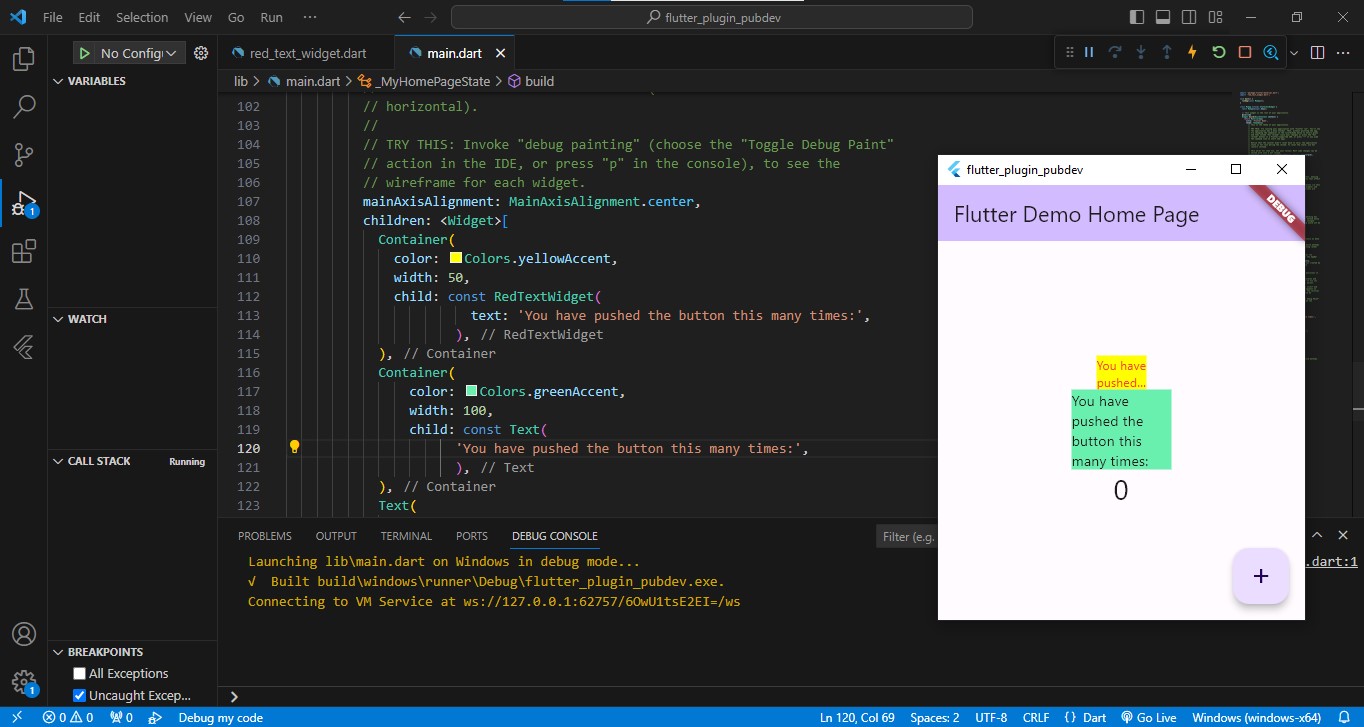 File Edit Selection View Go Run ···
flutter_plugin_pubdev
No Config
red_text_widget.dart
main.dart
lib > main.dart > _MyHomePageState > build
VARIABLES
WATCH
CALL STACK
Running
BREAKPOINTS
All Exceptions
Uncaught Excep...
1
1
102 // horizontal).
103 //
104 // TRY THIS: Invoke "debug painting" (choose the "Toggle Debug Paint"
105 // action in the IDE, or press "p" in the console), to see the
106 // wireframe for each widget.
107 mainAxisAlignment: MainAxisAlignment.center,
108 children: <Widget>[
109 Container(
110 color: Colors.yellowAccent,
111 width: 50,
112 child: const RedTextWidget(
113 text: 'You have pushed the button this many times:',
114 ), // RedTextWidget
115 ), // Container
116 Container(
117 color: Colors.greenAccent,
118 width: 100,
119 child: const Text(
120 'You have pushed the button this many times:',
121 ), // Text
122 ), // Container
123 Text(
flutter_plugin_pubdev
Flutter Demo Home Page
DEBUG
You have
pushed...
You have
pushed the
button this
many times:
0
+
PROBLEMS OUTPUT TERMINAL PORTS DEBUG CONSOLE
Filter (e.g.
Launching lib\main.dart on Windows in debug mode...
√ Built build\windows\runner\Debug\flutter_plugin_pubdev.exe.
Connecting to VM Service at ws://127.0.0.1:62757/6OwU1tsE2EI=/ws
.dart:1
0 0 0 Debug my code
Ln 120, Col 69 Spaces: 2 UTF-8 CRLF {} Dart Go Live Windows (windows-x64)